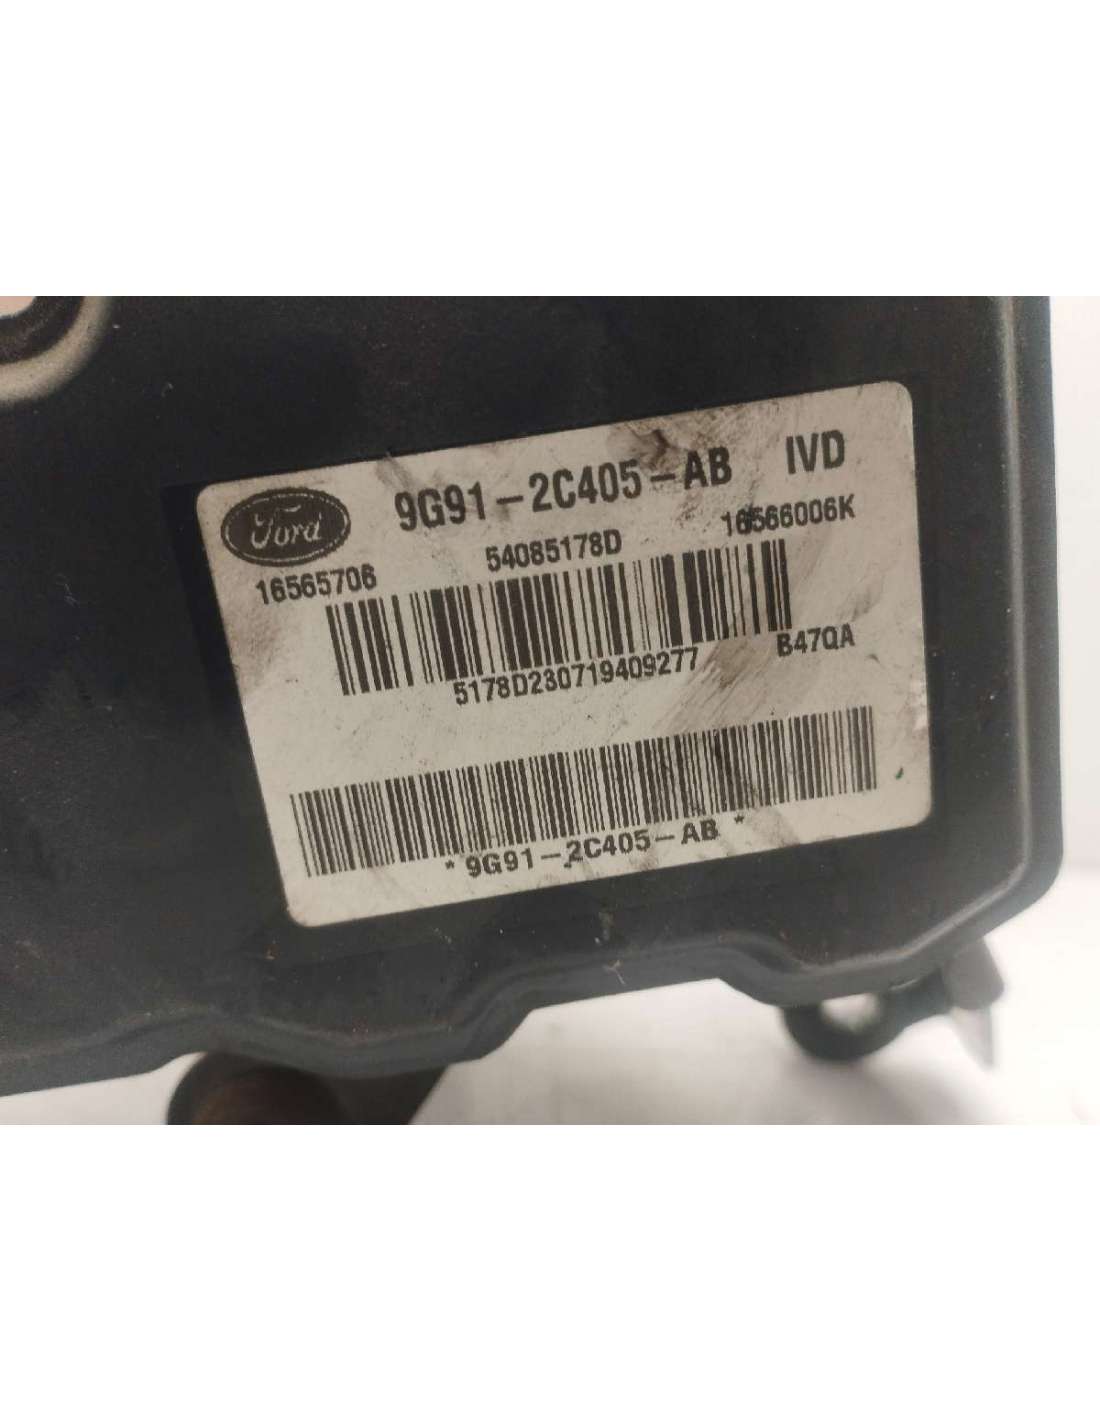 Ford 9G91-2C405-AB IVD
16565706 54085178D 16566006K
5178D230719409277 B47QA
* 9G91-2C405-AB *